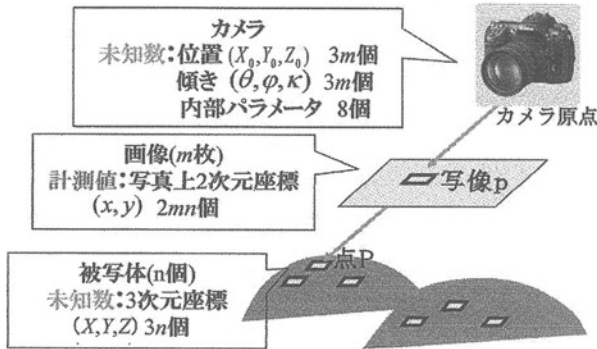 カメラ
未知数:位置(X₀,Y₀,Z₀) 3m個
傾き(θ,φ,κ) 3m個
内部パラメータ 8個
カメラ原点
画像(m枚)
計測値:写真上2次元座標
(x,y) 2mn個
写像p
点P
被写体(n個)
未知数:3次元座標
(X,Y,Z) 3n個